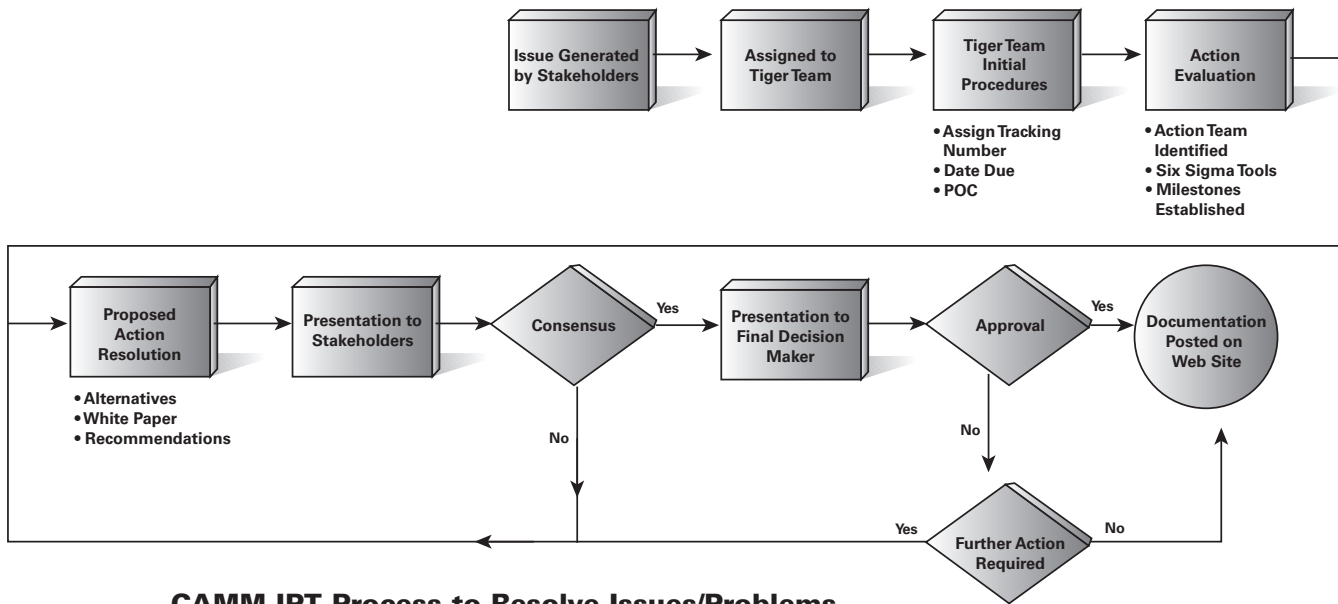 Issue Generated
by Stakeholders
Assigned to
Tiger Team
Tiger Team
Initial
Procedures
• Assign Tracking
Number
• Date Due
• POC
Action
Evaluation
• Action Team
Identified
• Six Sigma Tools
• Milestones
Established
Proposed
Action
Resolution
• Alternatives
• White Paper
• Recommendations
Presentation to
Stakeholders
Consensus
Yes
No
Presentation to
Final Decision
Maker
Approval
Yes
No
Documentation
Posted on
Web Site
Further Action
Required
Yes
No
CAMM IPT Process to Resolve Issues/Problems